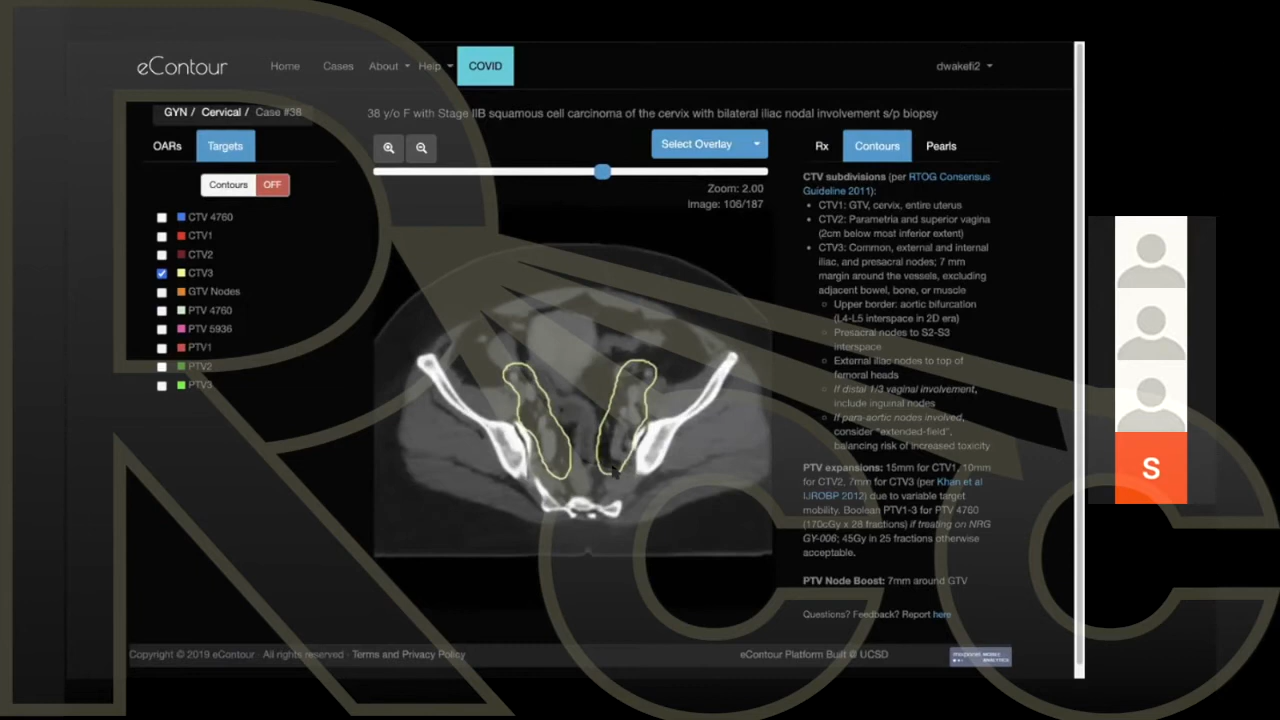 eContour
Home Cases About Help COVID dwakefi2
GYN / Cervical / Case #38
38 y/o F with Stage IIB squamous cell carcinoma of the cervix with bilateral iliac nodal involvement s/p biopsy
OARs Targets
Contours OFF
CTV 4760
CTV1
CTV2
CTV3
GTV Nodes
PTV 4760
PTV 5936
PTV1
PTV2
PTV3
Select Overlay
Zoom: 2.00
Image: 106/187
Rx Contours Pearls
CTV subdivisions (per RTOG Consensus
Guideline 2011):
CTV1: GTV, cervix, entire uterus
CTV2: Parametria and superior vagina
(2cm below moat inferior extent)
CTV3: Common, external and internal
iliac, and presacral nodes; 7 mm
margin around the vessels, excluding
adjacent bowel, bone, or muscle
Upper border: aortic bifurcation
(L4-L5 interspace in 2D era)
Presacral nodes to S2-S3
interspace
External iliac nodes to top of
femoral heads
If distal 1/3 vaginal involvement,
include inguinal nodes
If para-aortic nodes involved,
consider "extended-field",
balancing risk of increased toxicity
PTV expansions: 15mm for CTV1, 10mm
for CTV2, 7mm for CTV3 (per Khan et al
IJROBP 2012) due to variable target
mobility. Boolean PTV1-3 for PTV 4760
(170cGy x 28 fractions) if treating on NRG
GY-006; 45Gy in 25 fractions otherwise
acceptable.
PTV Node Boost: 7mm around GTV
Questions? Feedback? Report here
Copyright © 2019 eContour · All rights reserved · Terms and Privacy Policy
eContour Platform Built @ UCSD
S
RCC